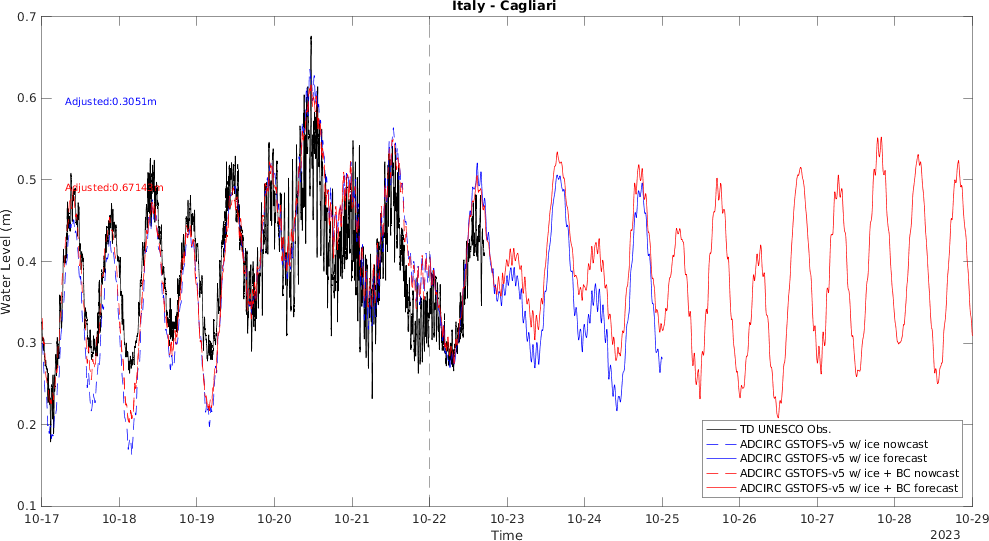 Italy - Cagliari
0.7
0.6
0.5
0.4
0.3
0.2
0.1
Water Level (m)
Adjusted:0.3051m
10-17
10-18
10-19
10-20
10-21
10-22
10-23
10-24
10-25
10-26
10-27
10-28
10-29
Time
2023
TD UNESCO Obs.
ADCIRC GSTOFS-v5 w/ ice nowcast
ADCIRC GSTOFS-v5 w/ ice forecast
ADCIRC GSTOFS-v5 w/ ice + BC nowcast
ADCIRC GSTOFS-v5 w/ ice + BC forecast